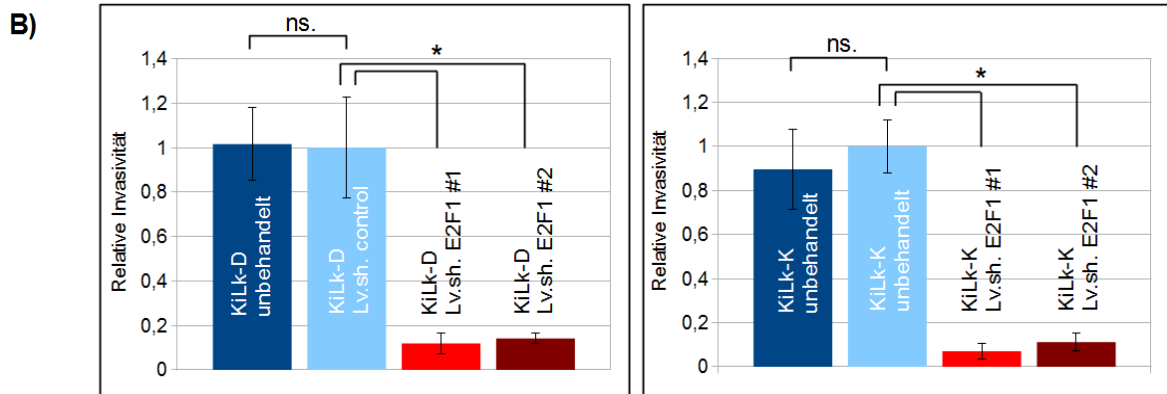 B)
ns.
*
1,4
1,2
1
0,8
0,6
0,4
0,2
0
Relative Invasivität
KiLk-D
unbehandelt
KiLk-D
Lv.sh. control
KiLk-D
Lv.sh. E2F1 #1
KiLk-D
Lv.sh. E2F1 #2
ns.
*
1,4
1,2
1
0,8
0,6
0,4
0,2
0
Relative Invasivität
KiLk-K
unbehandelt
KiLk-K
unbehandelt
KiLk-K
Lv.sh. E2F1 #1
KiLk-K
Lv.sh. E2F1 #2